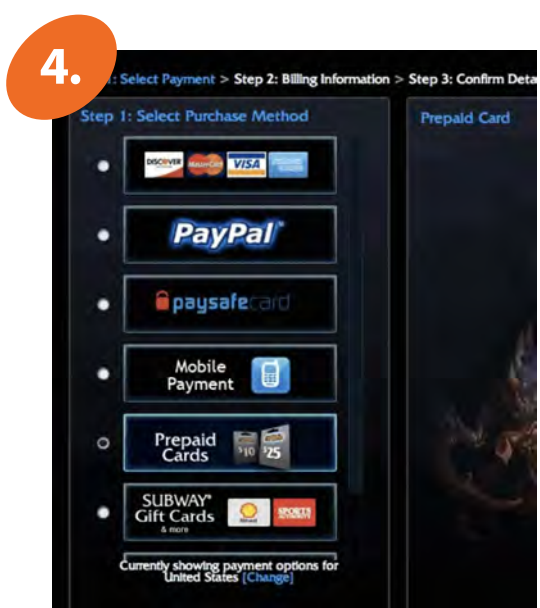 4.
1: Select Payment > Step 2: Billing Information > Step 3: Confirm Deta
Step 1: Select Purchase Method
Prepaid Card
DISCOVER MasterCard VISA
PayPal
paysafecard
Mobile
Payment
Prepaid
Cards
$10 $25
SUBWAY®
Gift Cards
& more
SPORTS
AUTHORITY
Currently showing payment options for
United States [Change]